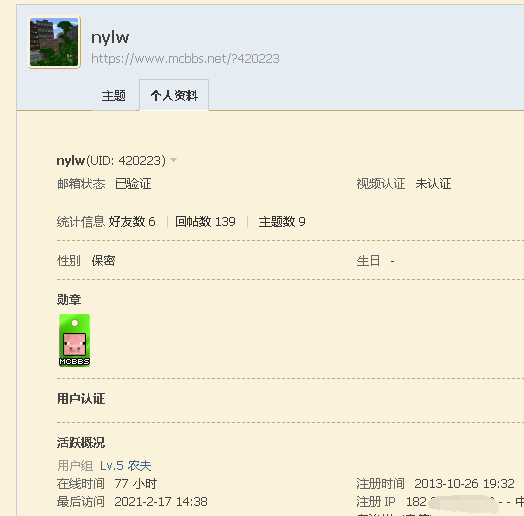 nylw
https://www.mcbbs.net/?420223
主题 个人资料
nylw(UID: 420223)
邮箱状态 已验证 视频认证 未认证
统计信息 好友数 6 | 回帖数 139 | 主题数 9
性别 保密 生日 -
勋章
MCBBS
用户认证
活跃概况
用户组 Lv.5 农夫
在线时间 77 小时 注册时间 2013-10-26 19:32
最后访问 2021-2-17 14:38 注册 IP 182 - - 中